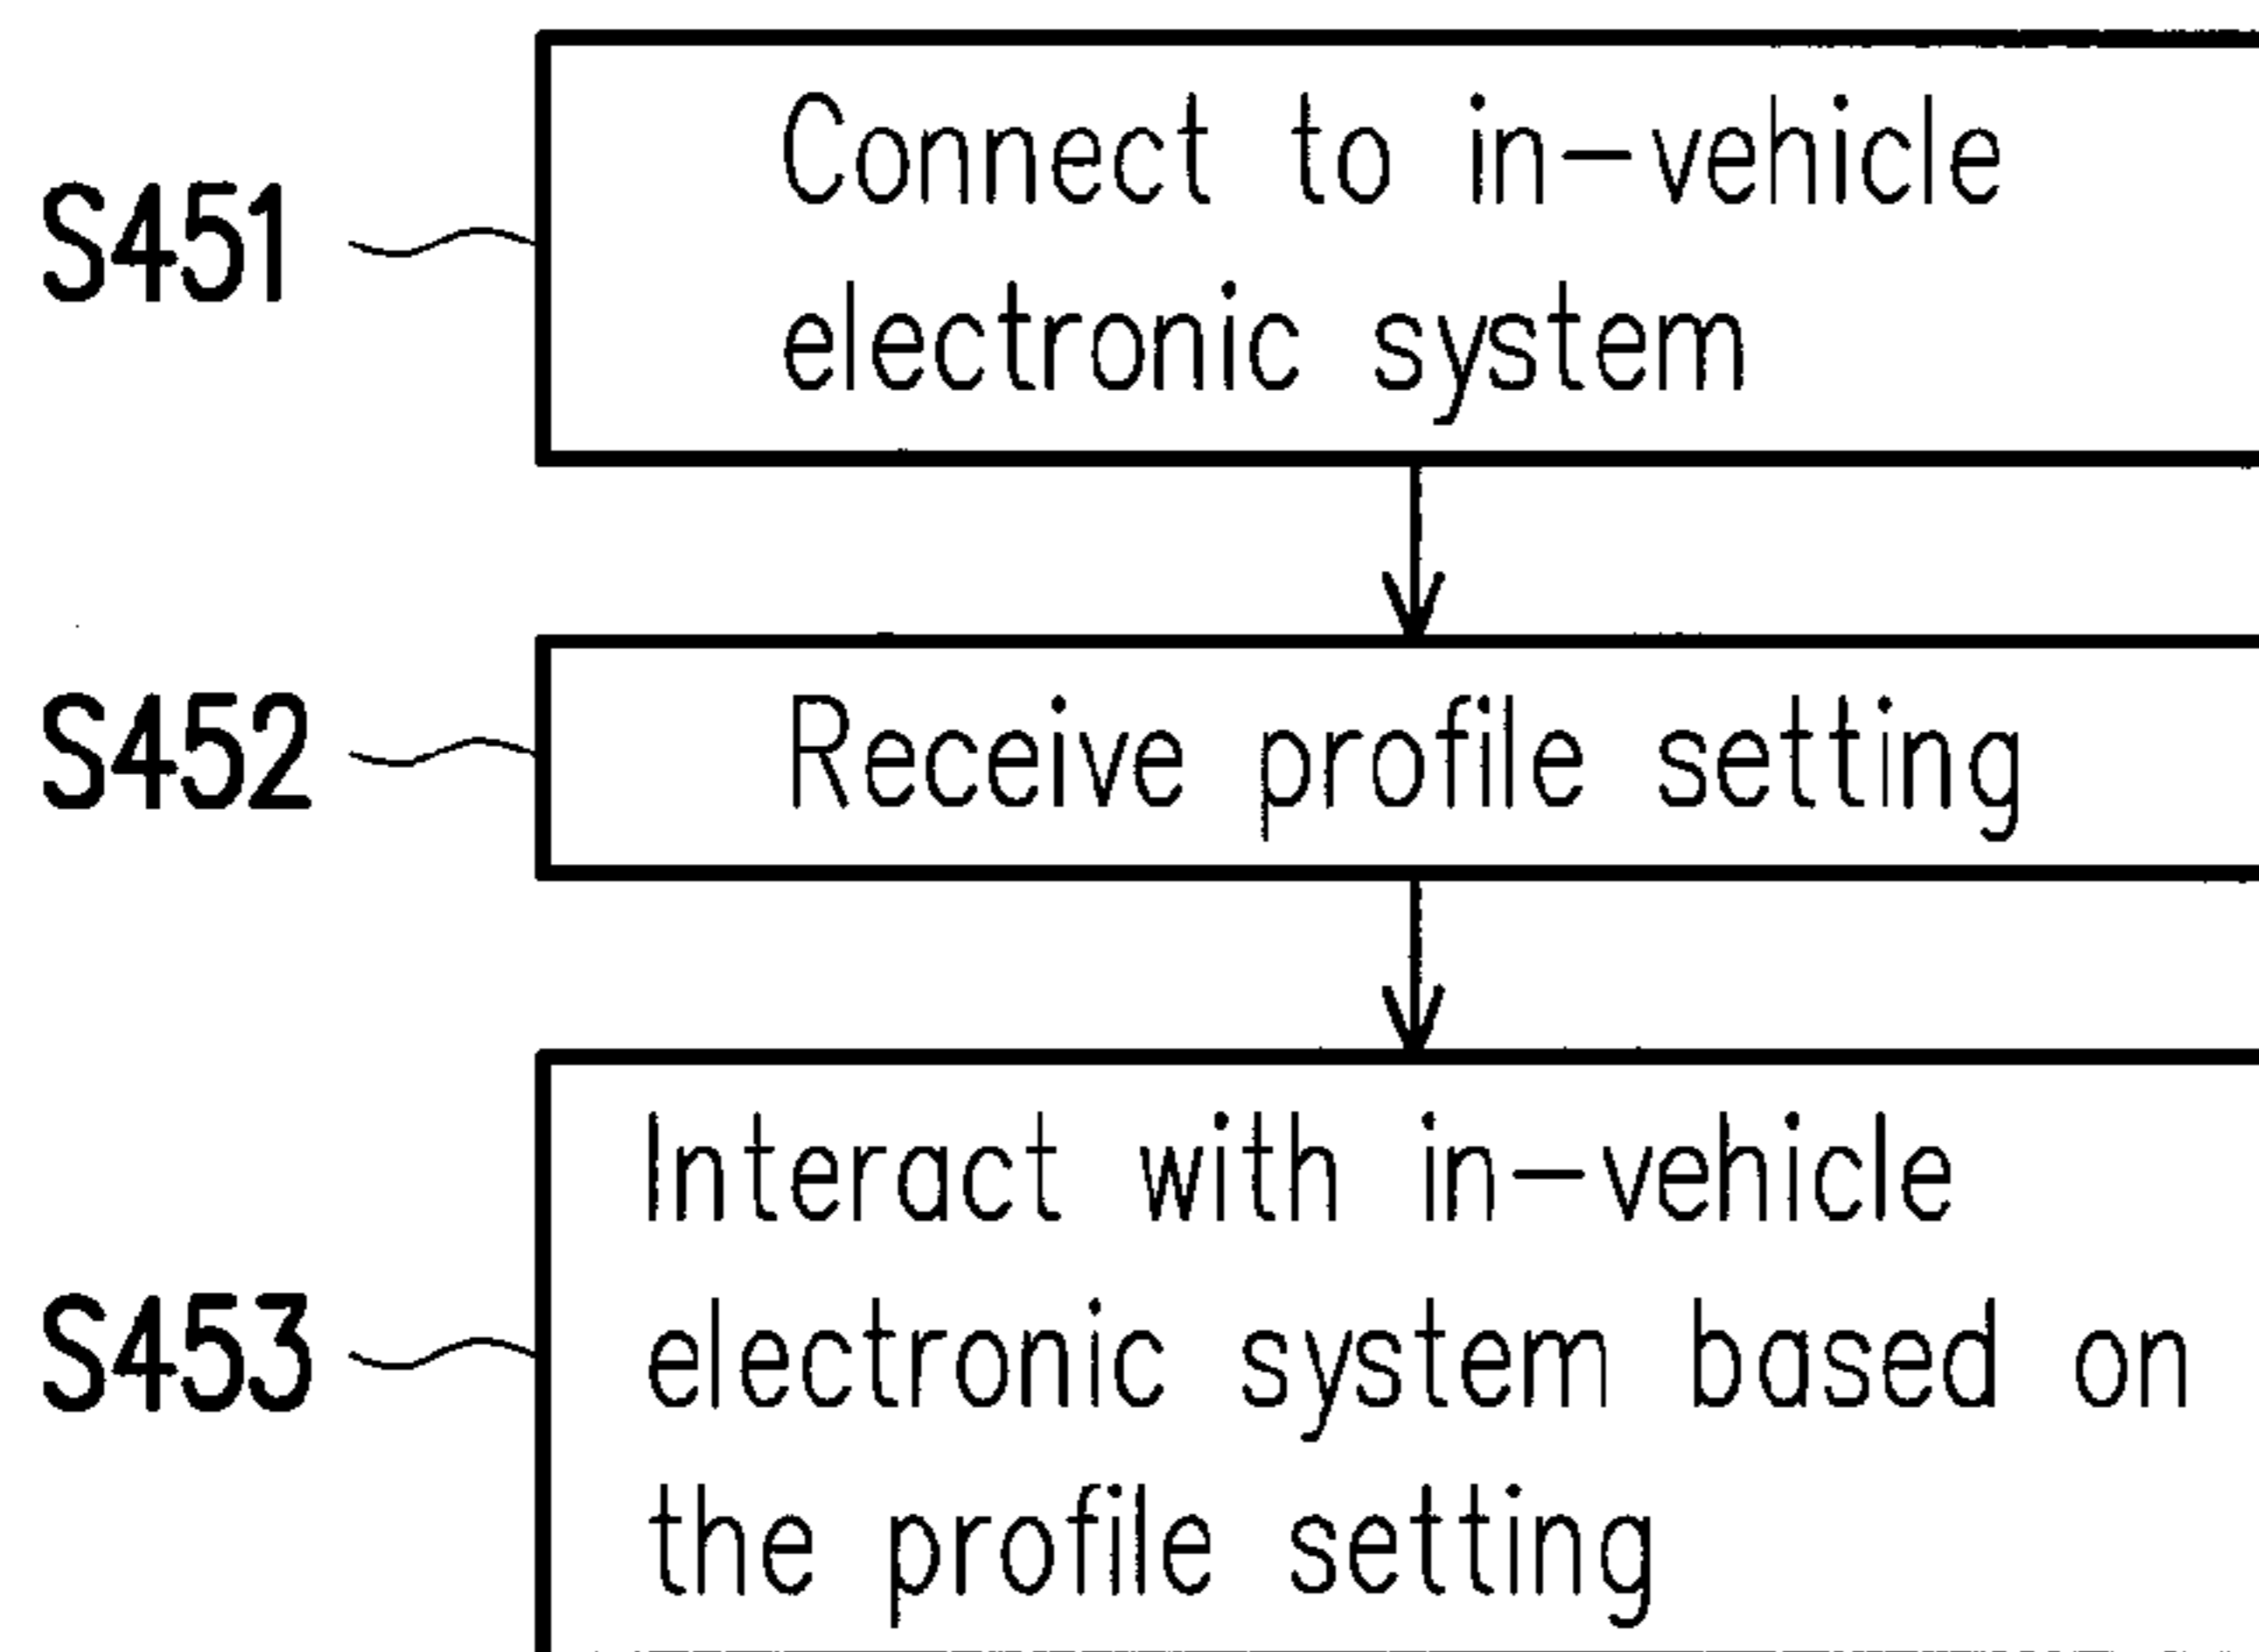 S451
Connect to in-vehicle
electronic system
S452
Receive profile setting
S453
Interact with in-vehicle
electronic system based on
the profile setting